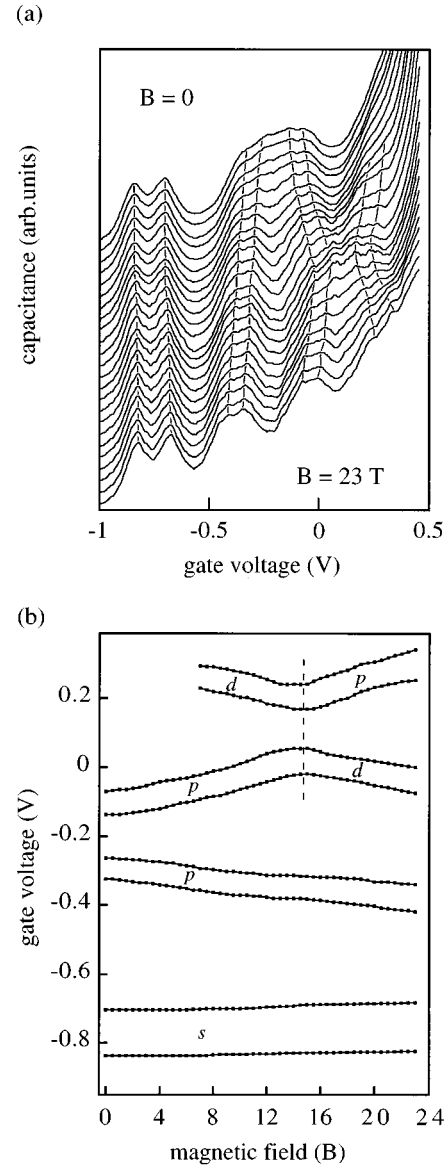 (a)
B = 0
capacitance (arb.units)
B = 23 T
-1
-0.5
0
0.5
gate voltage (V)
(b)
0.2
0
-0.2
-0.4
-0.6
-0.8
gate voltage (V)
d
p
p
d
p
s
0 4 8 12 16 20 24
magnetic field (B)